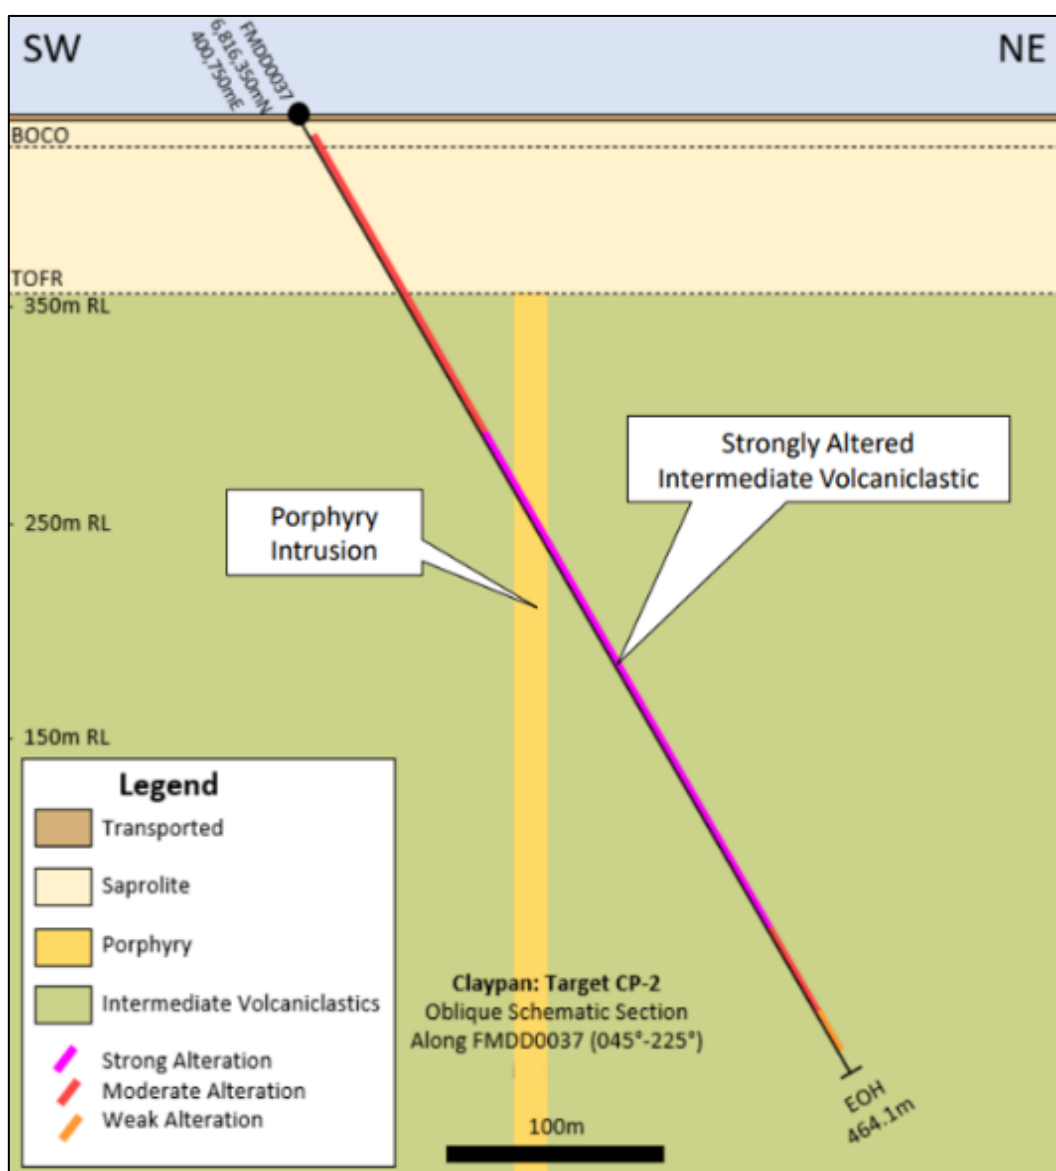 SW
NE
FMDD0037
6,816,350mN
400,750mE
BOCO
TOFR
350m RL
Strongly Altered
Intermediate Volcaniclastic
Porphyry
Intrusion
250m RL
150m RL
Legend
Transported
Saprolite
Porphyry
Intermediate Volcaniclastics
Strong Alteration
Moderate Alteration
Weak Alteration
Claypan: Target CP-2
Oblique Schematic Section
Along FMDD0037 (045°-225°)
100m
EOH
464.1m